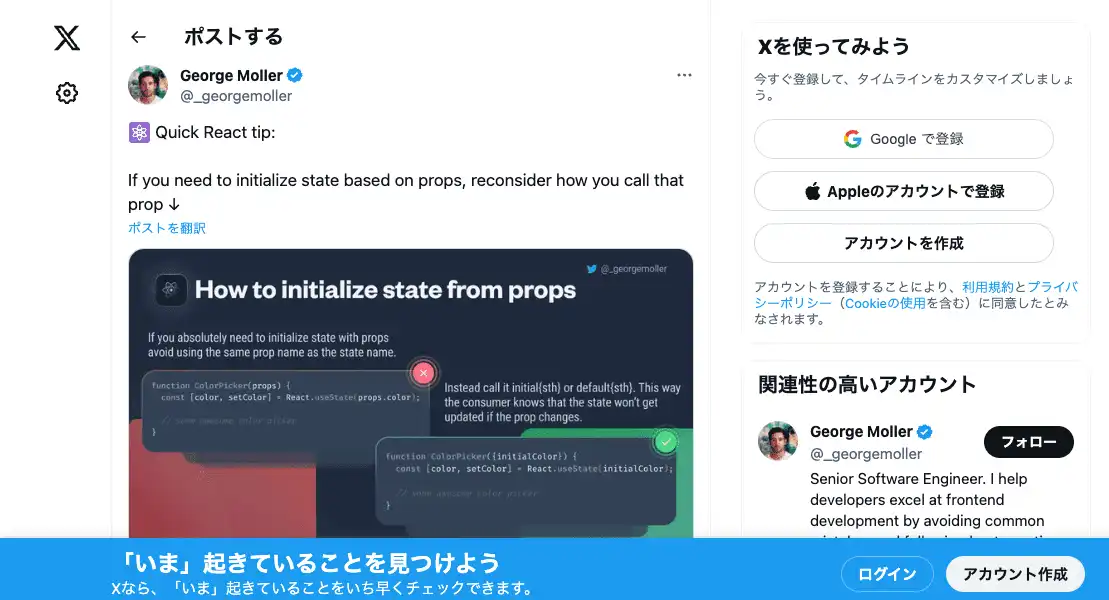 ポストする
George Moller
@_georgemoller
Quick React tip:
If you need to initialize state based on props, reconsider how you call that
prop ↓
ポストを翻訳
@_georgemoller
How to initialize state from props
If you absolutely need to initialize state with props
avoid using the same prop name as the state name.
function ColorPicker(props) {
const [color, setColor] = React.useState(props.color);
// some awesome color picker
}
Instead call it initial{sth} or default{sth}. This way
the consumer knows that the state won't get
updated if the prop changes.
function ColorPicker({initialColor}) {
const [color, setColor] = React.useState(initialColor);
// some awesome color picker
}
Xを使ってみよう
今すぐ登録して、タイムラインをカスタマイズしましょ
う。
Google で登録
Appleのアカウントで登録
アカウントを作成
アカウントを登録することにより、利用規約とプライバ
シーポリシー（Cookieの使用を含む）に同意したとみ
なされます。
関連性の高いアカウント
George Moller
@_georgemoller
フォロー
Senior Software Engineer. I help
developers excel at frontend
development by avoiding common
「いま」起きていることを見つけよう
Xなら、「いま」起きていることをいち早くチェックできます。
ログイン
アカウント作成